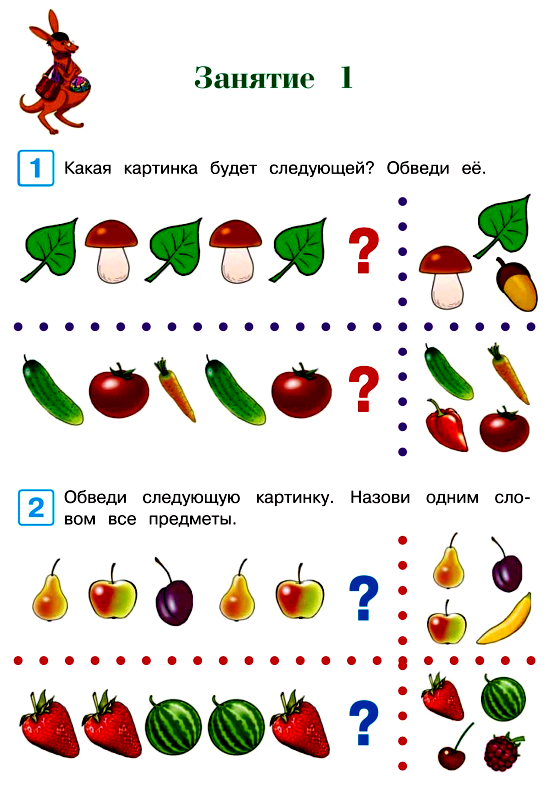 Занятие 1
1 Какая картинка будет следующей? Обведи её.
?
?
2 Обведи следующую картинку. Назови одним сло-
вом все предметы.
?
?